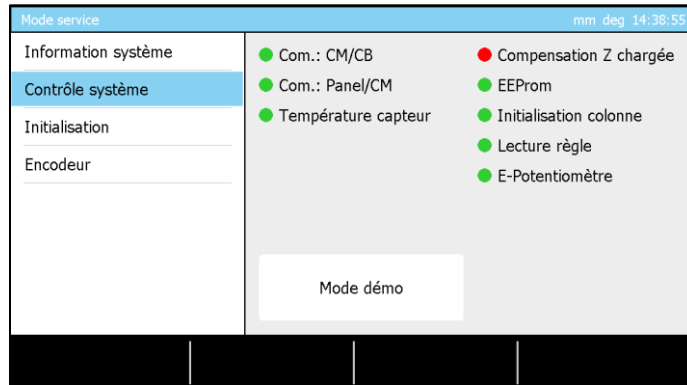 Mode service
mm deg 14:38:55
Information système
Contrôle système
Initialisation
Encodeur
Com.: CM/CB
Com.: Panel/CM
Température capteur
Compensation Z chargée
EEProm
Initialisation colonne
Lecture règle
E-Potentiomètre
Mode démo